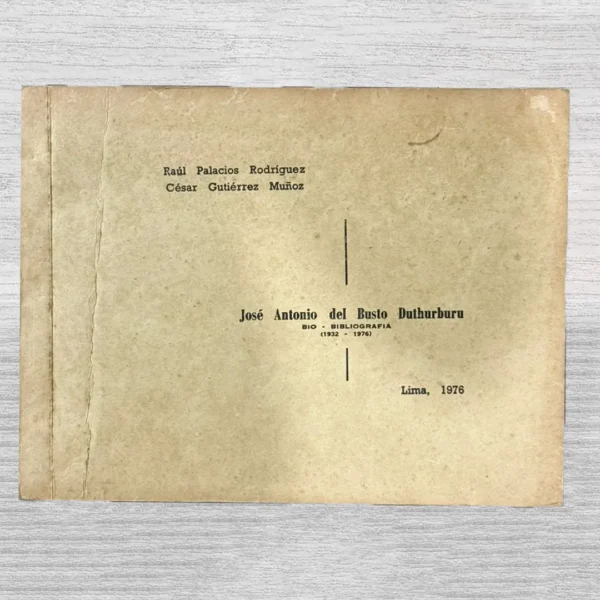 Raúl Palacios Rodríguez
César Gutiérrez Muñoz
José Antonio del Busto Duthurburu
BIO - BIBLIOGRAFIA
(1932 - 1976)
Lima, 1976